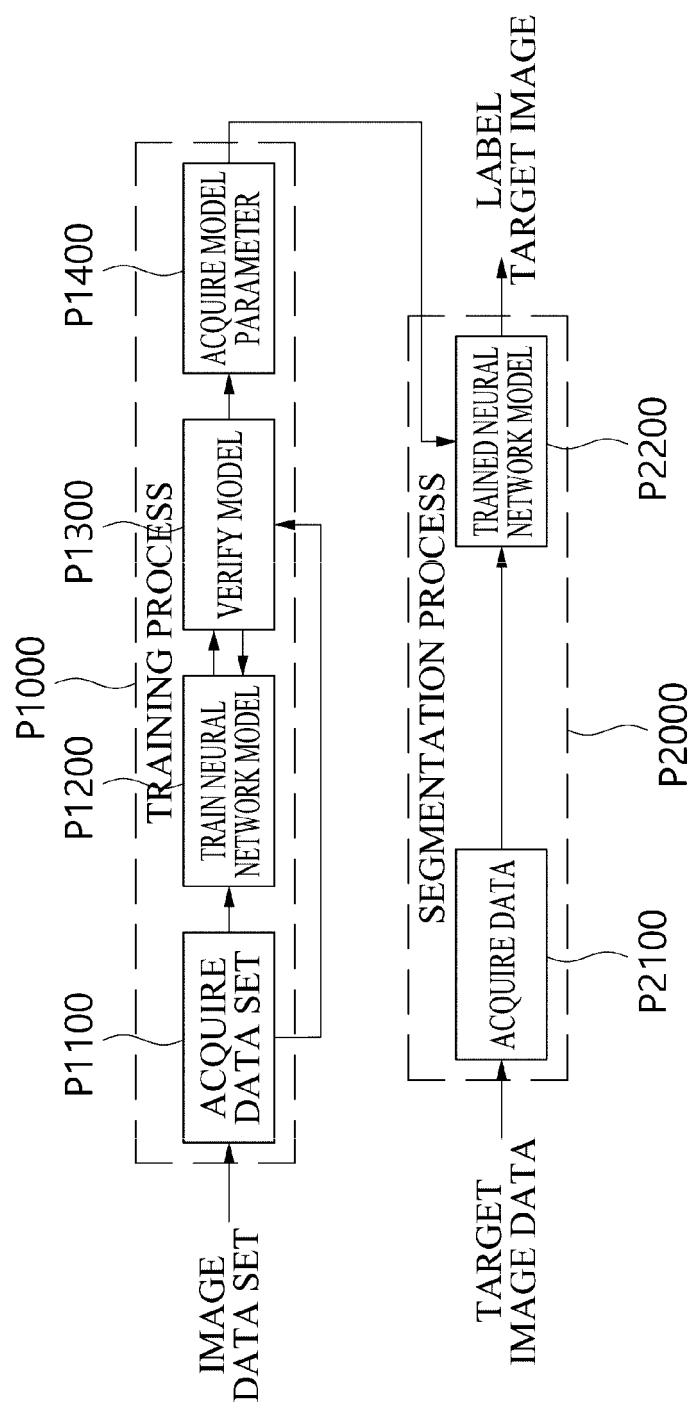 P1000
P1100
P1200
P1300
P1400
TRAINING PROCESS
IMAGE
DATA SET
ACQUIRE
DATA SET
TRAIN NEURAL
NETWORK MODEL
VERIFY MODEL
ACQUIRE MODEL
PARAMETER
SEGMENTATION PROCESS
TARGET
IMAGE DATA
ACQUIRE DATA
TRAINED NEURAL
NETWORK MODEL
LABEL
TARGET IMAGE
P2100
P2000
P2200